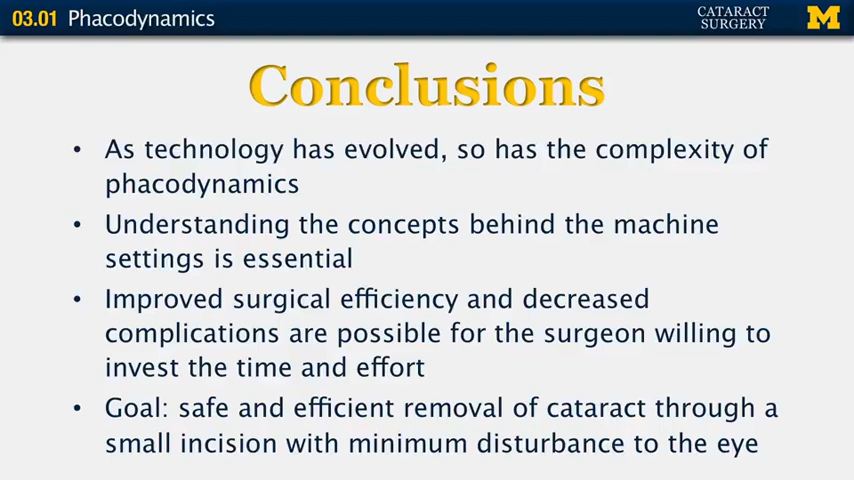 03.01 Phacodynamics
CATARACT
SURGERY
M
Conclusions
• As technology has evolved, so has the complexity of
phacodynamics
• Understanding the concepts behind the machine
settings is essential
• Improved surgical efficiency and decreased
complications are possible for the surgeon willing to
invest the time and effort
• Goal: safe and efficient removal of cataract through a
small incision with minimum disturbance to the eye